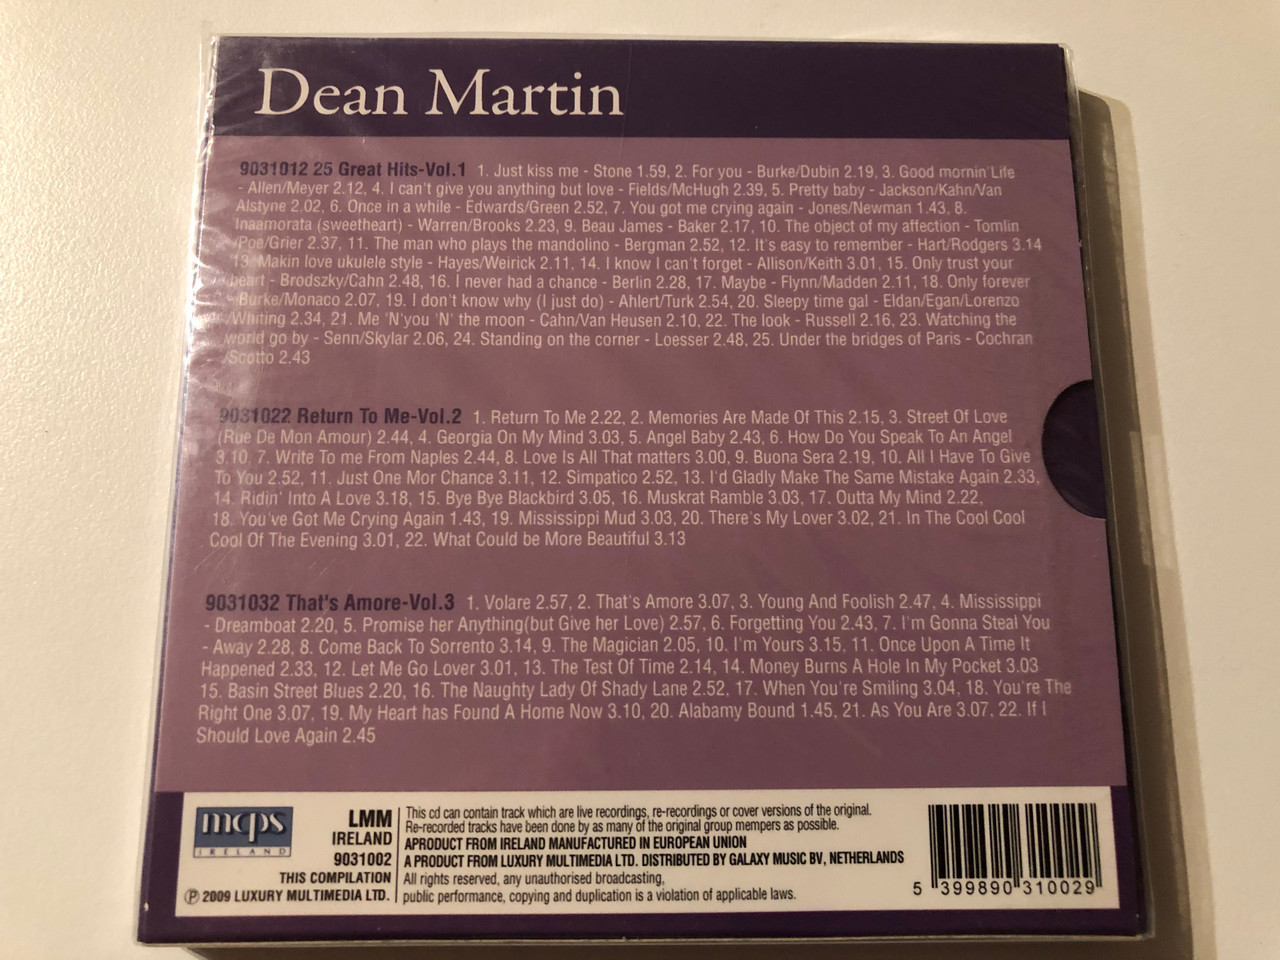 Dean Martin
9031012 25 Great Hits-Vol.1 1. Just kiss me - Stone 1.59, 2. For you - Burke/Dubin 2.19, 3. Good mornin'Life
- Allen/Meyer 2.12, 4. I can't give you anything but love - Fields/McHugh 2.39, 5. Pretty baby - Jackson/Kahn/Van
Alstyne 2.02, 6. Once in a while - Edwards/Green 2.52, 7. You got me crying again - Jones/Newman 1.43, 8.
Inaamorata (sweetheart) - Warren/Brooks 2.23, 9. Beau James - Baker 2.17, 10. The object of my affection - Tomlin
/Poe/Grier 2.37, 11. The man who plays the mandolino - Bergman 2.52, 12. It's easy to remember - Hart/Rodgers 3.14
13. Makin love ukulele style - Hayes/Weirick 2.11, 14. I know I can't forget - Allison/Keith 3.01, 15. Only trust your
heart - Brodszky/Cahn 2.48, 16. I never had a chance - Berlin 2.28, 17. Maybe - Flynn/Madden 2.11, 18. Only forever
- Burke/Monaco 2.07, 19. I don't know why (I just do) - Ahlert/Turk 2.54, 20. Sleepy time gal - Eldan/Egan/Lorenzo
/Whiting 2.34, 21. Me 'N'you 'N' the moon - Cahn/Van Heusen 2.10, 22. The look - Russell 2.16, 23. Watching the
world go by - Senn/Skylar 2.06, 24. Standing on the corner - Loesser 2.48, 25. Under the bridges of Paris - Cochran
/Scotto 2.43
9031022 Return To Me-Vol.2 1. Return To Me 2.22, 2. Memories Are Made Of This 2.15, 3. Street Of Love
(Rue De Mon Amour) 2.44, 4. Georgia On My Mind 3.03, 5. Angel Baby 2.43, 6. How Do You Speak To An Angel
3.10, 7. Write To me From Naples 2.44, 8. Love Is All That matters 3.00, 9. Buona Sera 2.19, 10. All I Have To Give
To You 2.52, 11. Just One Mor Chance 3.11, 12. Simpatico 2.52, 13. I'd Gladly Make The Same Mistake Again 2.33,
14. Ridin' Into A Love 3.18, 15. Bye Bye Blackbird 3.05, 16. Muskrat Ramble 3.03, 17. Outta My Mind 2.22,
18. You've Got Me Crying Again 1.43, 19. Mississippi Mud 3.03, 20. There's My Lover 3.02, 21. In The Cool Cool
Cool Of The Evening 3.01, 22. What Could be More Beautiful 3.13
9031032 That's Amore-Vol.3 1. Volare 2.57, 2. That's Amore 3.07, 3. Young And Foolish 2.47, 4. Mississippi
- Dreamboat 2.20, 5. Promise her Anything(but Give her Love) 2.57, 6. Forgetting You 2.43, 7. I'm Gonna Steal You
- Away 2.28, 8. Come Back To Sorrento 3.14, 9. The Magician 2.05, 10. I'm Yours 3.15, 11. Once Upon A Time It
Happened 2.33, 12. Let Me Go Lover 3.01, 13. The Test Of Time 2.14, 14. Money Burns A Hole In My Pocket 3.03
15. Basin Street Blues 2.20, 16. The Naughty Lady Of Shady Lane 2.52, 17. When You're Smiling 3.04, 18. You're The
Right One 3.07, 19. My Heart has Found A Home Now 3.10, 20. Alabamy Bound 1.45, 21. As You Are 3.07, 22. If I
Should Love Again 2.45
mcps
IRELAND
LMM
IRELAND
9031002
THIS COMPILATION
Ⓟ 2009 LUXURY MULTIMEDIA LTD.
This cd can contain track which are live recordings, re-recordings or cover versions of the original.
Re-recorded tracks have been done by as many of the original group mempers as possible.
APRODUCT FROM IRELAND MANUFACTURED IN EUROPEAN UNION
A PRODUCT FROM LUXURY MULTIMEDIA LTD. DISTRIBUTED BY GALAXY MUSIC BV, NETHERLANDS
All rights reserved, any unauthorised broadcasting,
public performance, copying and duplication is a violation of applicable laws.
5 399890 310029